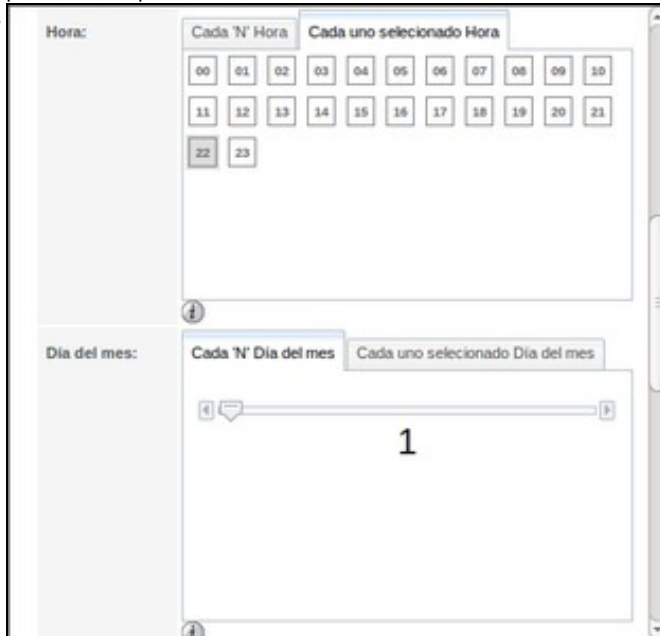 Hora:
Cada 'N' Hora Cada uno selecionado Hora
00 01 02 03 04 05 06 07 08 09 10
11 12 13 14 15 16 17 18 19 20 21
22 23
Día del mes:
Cada 'N' Día del mes Cada uno selecionado Día del mes
1